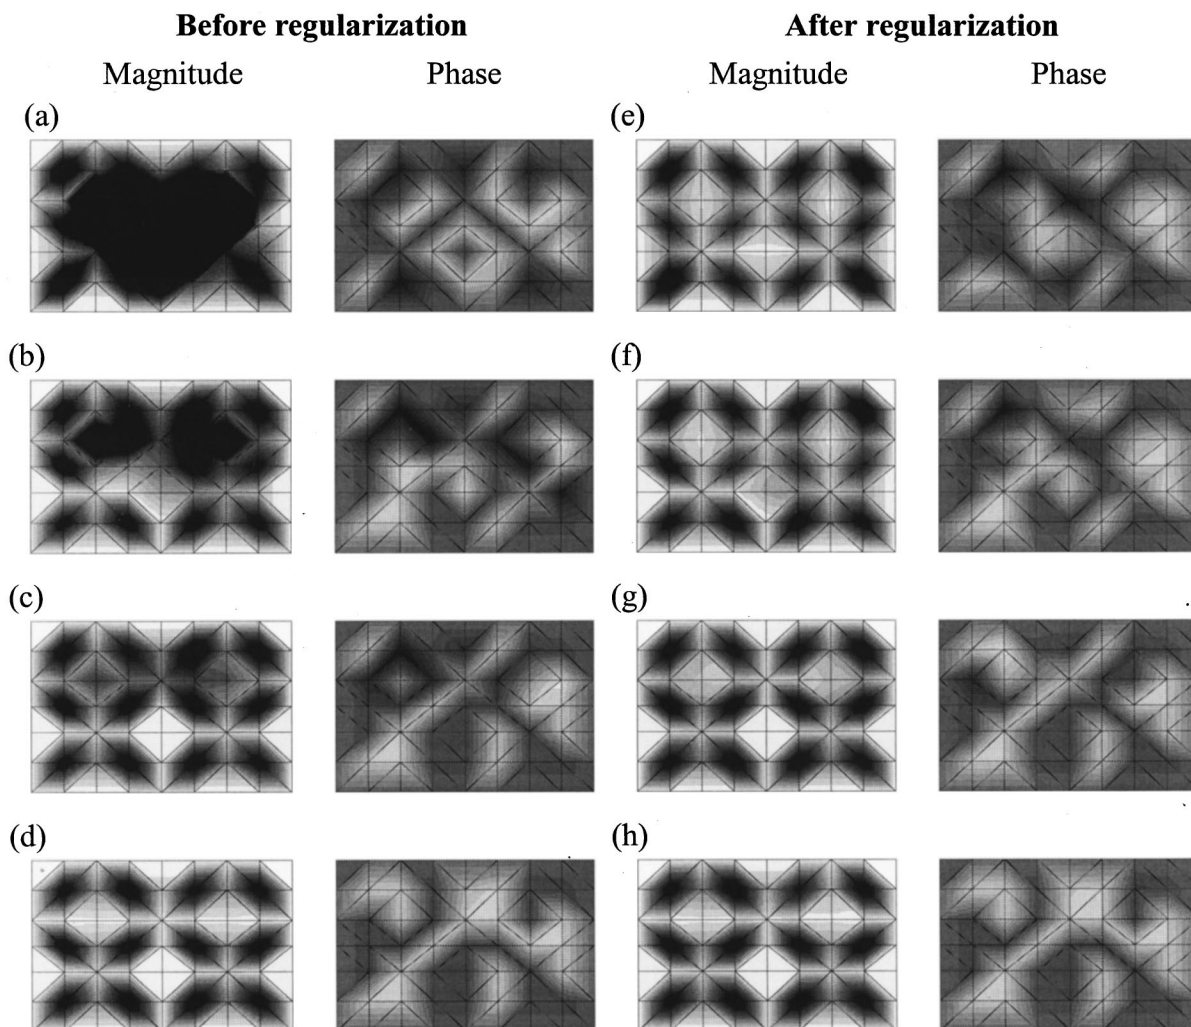 Before regularization After regularization
Magnitude Phase Magnitude Phase
(a) (e)
(b) (f)
(c) (g)
(d) (h)